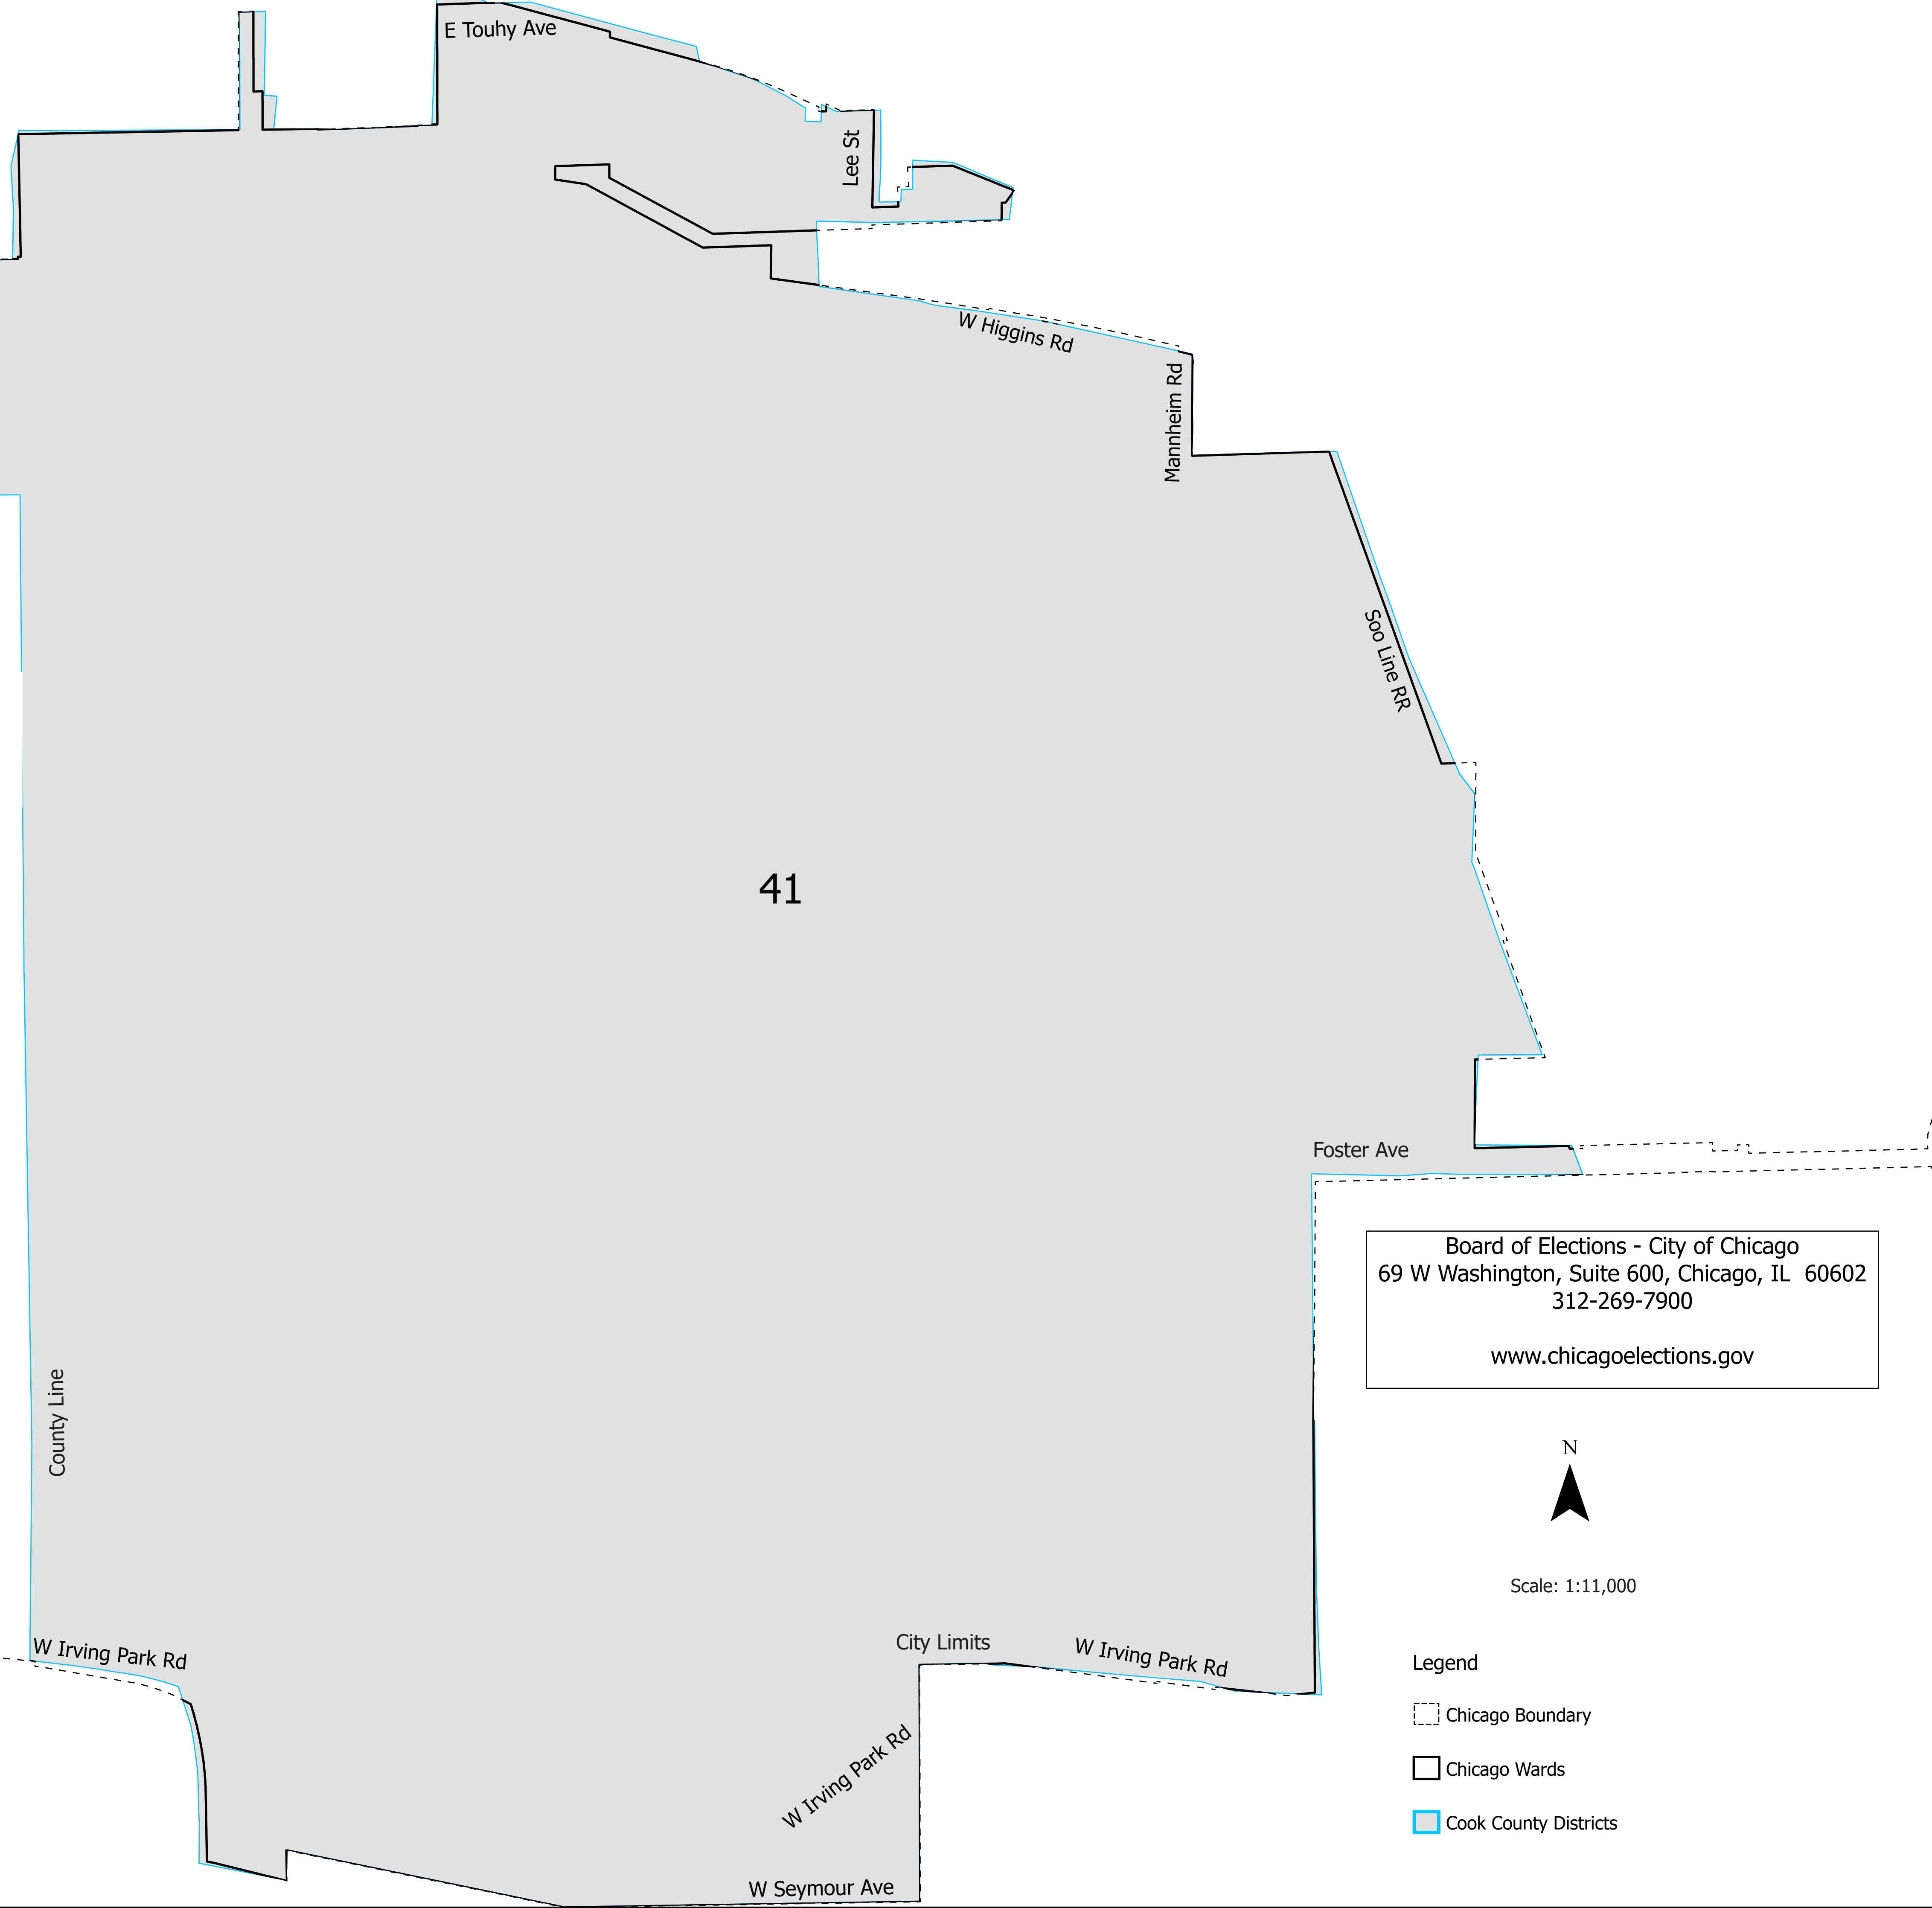 E Touhy Ave
Lee St
W Higgins Rd
Mannheim Rd
Soo Line RR
41
Foster Ave
Board of Elections - City of Chicago
69 W Washington, Suite 600, Chicago, IL  60602
312-269-7900
www.chicagoelections.gov
County Line
N
Scale: 1:11,000
W Irving Park Rd
City Limits
W Irving Park Rd
W Irving Park Rd
W Seymour Ave
Legend
Chicago Boundary
Chicago Wards
Cook County Districts